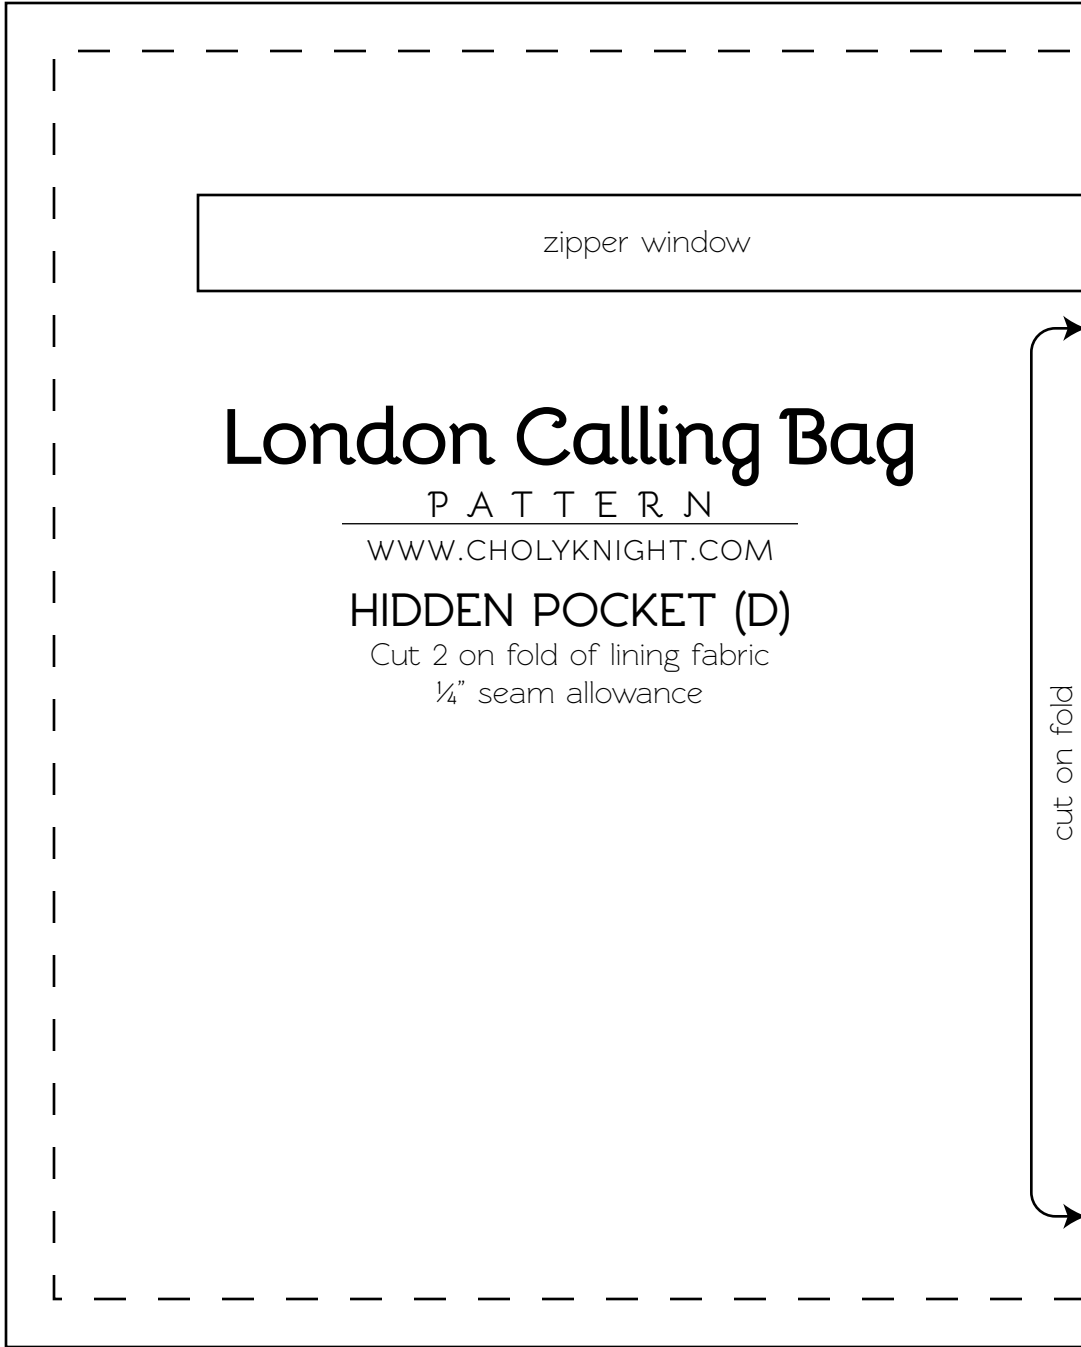 zipper window
London Calling Bag
PATTERN
WWW.CHOLYKNIGHT.COM
HIDDEN POCKET (D)
Cut 2 on fold of lining fabric
¼” seam allowance
cut on fold